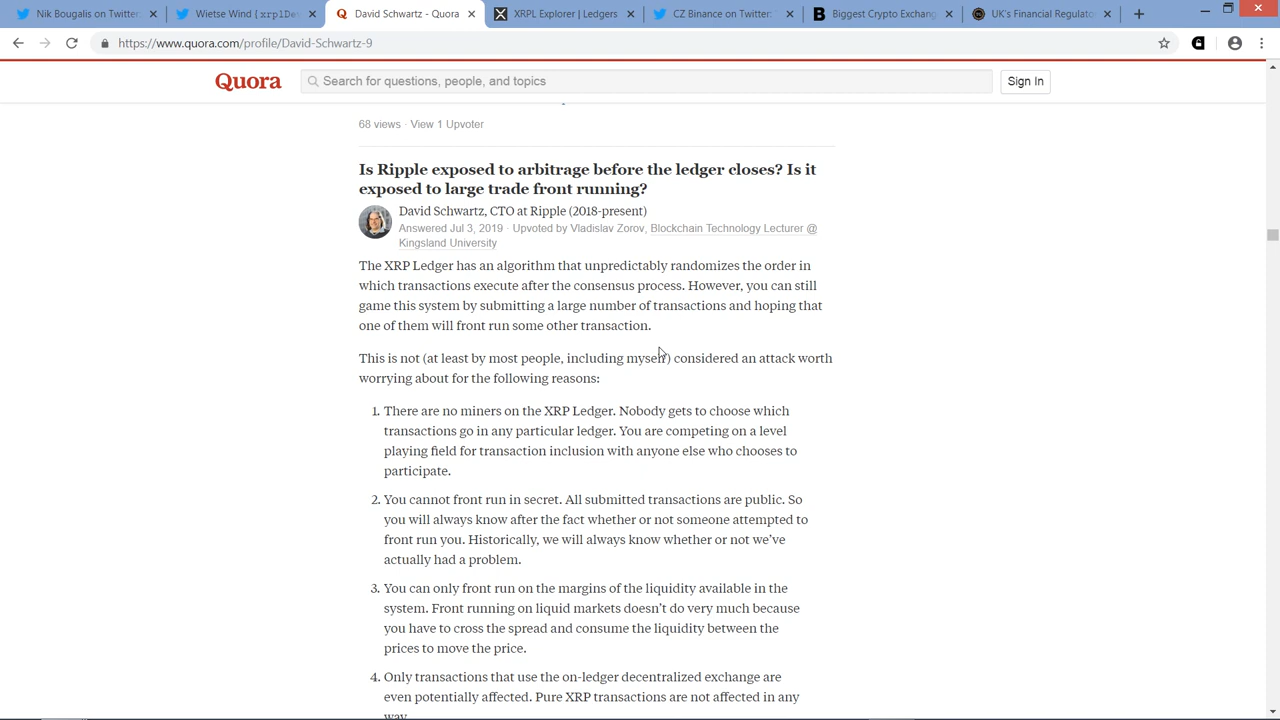 Nik Bougalis on Twitter:
Wietse Wind { xrplDev
David Schwartz - Quora
XRPL Explorer | Ledgers
CZ Binance on Twitter:
Biggest Crypto Exchang
UK's Financial Regulato
https://www.quora.com/profile/David-Schwartz-9
Quora
Search for questions, people, and topics
Sign In
68 views · View 1 Upvoter
Is Ripple exposed to arbitrage before the ledger closes? Is it
exposed to large trade front running?
David Schwartz, CTO at Ripple (2018-present)
Answered Jul 3, 2019 · Upvoted by Vladislav Zorov, Blockchain Technology Lecturer @
Kingsland University
The XRP Ledger has an algorithm that unpredictably randomizes the order in
which transactions execute after the consensus process. However, you can still
game this system by submitting a large number of transactions and hoping that
one of them will front run some other transaction.
This is not (at least by most people, including myself) considered an attack worth
worrying about for the following reasons:
1. There are no miners on the XRP Ledger. Nobody gets to choose which
transactions go in any particular ledger. You are competing on a level
playing field for transaction inclusion with anyone else who chooses to
participate.
2. You cannot front run in secret. All submitted transactions are public. So
you will always know after the fact whether or not someone attempted to
front run you. Historically, we will always know whether or not we've
actually had a problem.
3. You can only front run on the margins of the liquidity available in the
system. Front running on liquid markets doesn't do very much because
you have to cross the spread and consume the liquidity between the
prices to move the price.
4. Only transactions that use the on-ledger decentralized exchange are
even potentially affected. Pure XRP transactions are not affected in any
way.